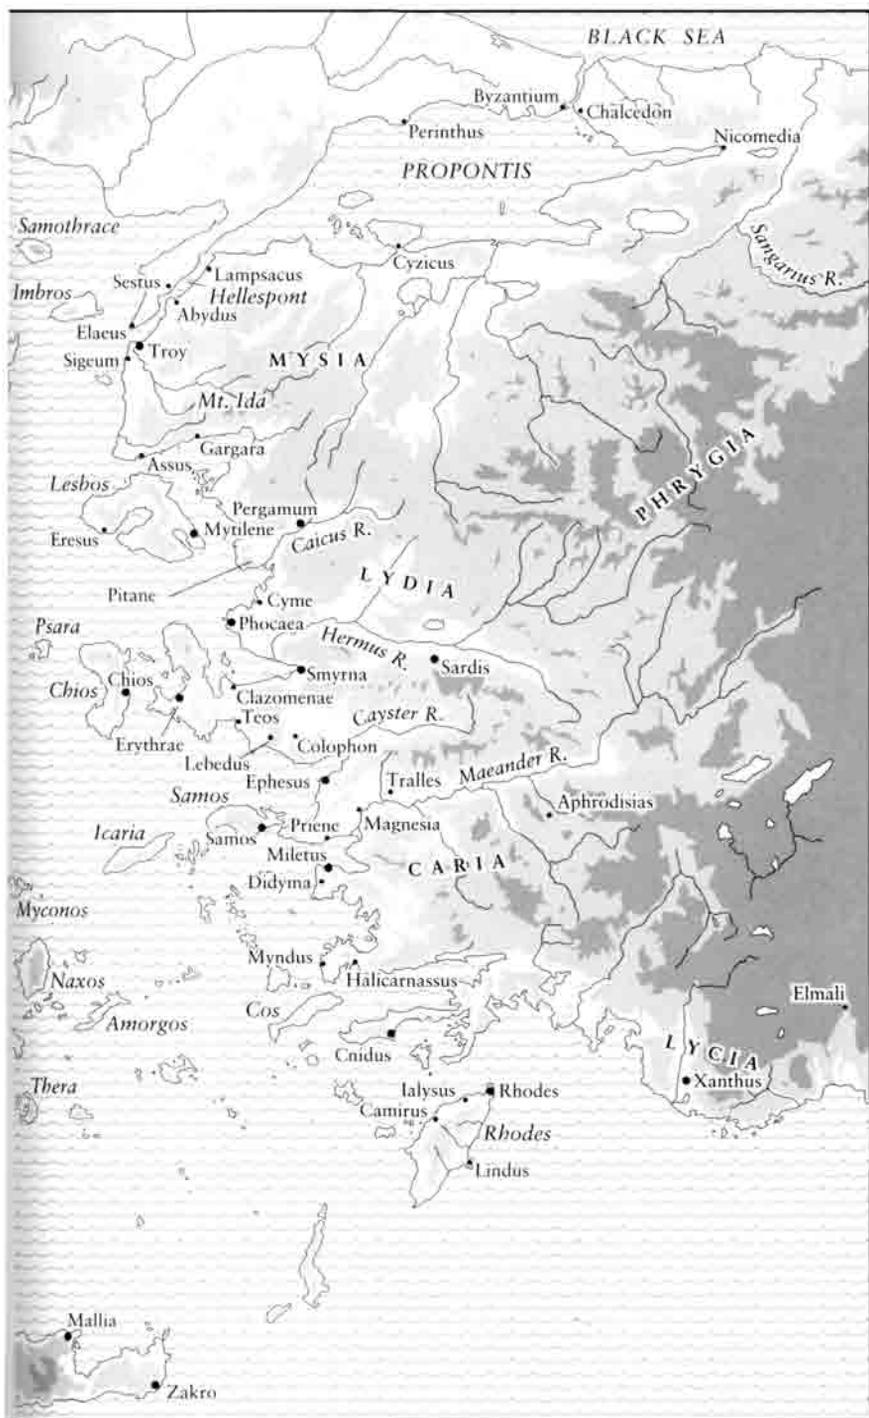 BLACK SEA
Byzantium
Chalcedon
Perinthus
Nicomedia
PROPONTIS
Samothrace
Sangarius R.
Cyzicus
Lampsacus
Sestus
Hellespont
Imbros
Abydus
Elaeus
Troy
Sigeum
MYSIA
Mt. Ida
Gargara
Assus
PHRYGIA
Lesbos
Pergamum
Mytilene
Eresus
Caicus R.
Pitane
LYDIA
Cyme
Phocaea
Psara
Hermus R.
Sardis
Smyrna
Chios
Chios
Clazomenae
Teos
Cayster R.
Erythrae
Colophon
Lebedus
Maeander R.
Ephesus
Tralles
Samos
Aphrodisias
Icaria
Samos
Priene
Magnesia
Miletus
CARIA
Didyma
Myconos
Myndus
Halicarnassus
Naxos
Elmali
Amorgos
Cos
Cnidus
LYCIA
Xanthus
Thera
Ialysus
Rhodes
Camirus
Rhodes
Lindus
Mallia
Zakro